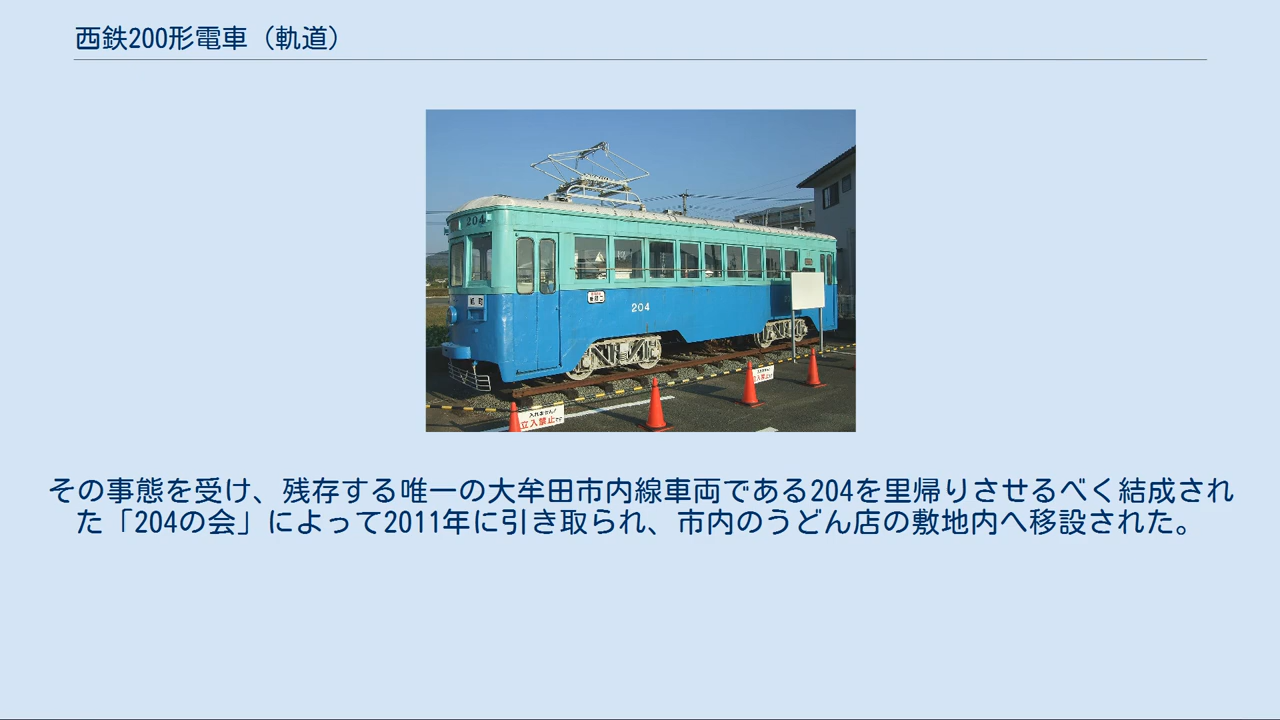 西鉄200形電車（軌道）
204
204
立入禁止
その事態を受け、残存する唯一の大牟田市内線車両である204を里帰りさせるべく結成され
た「204の会」によって2011年に引き取られ、市内のうどん店の敷地内へ移設された。